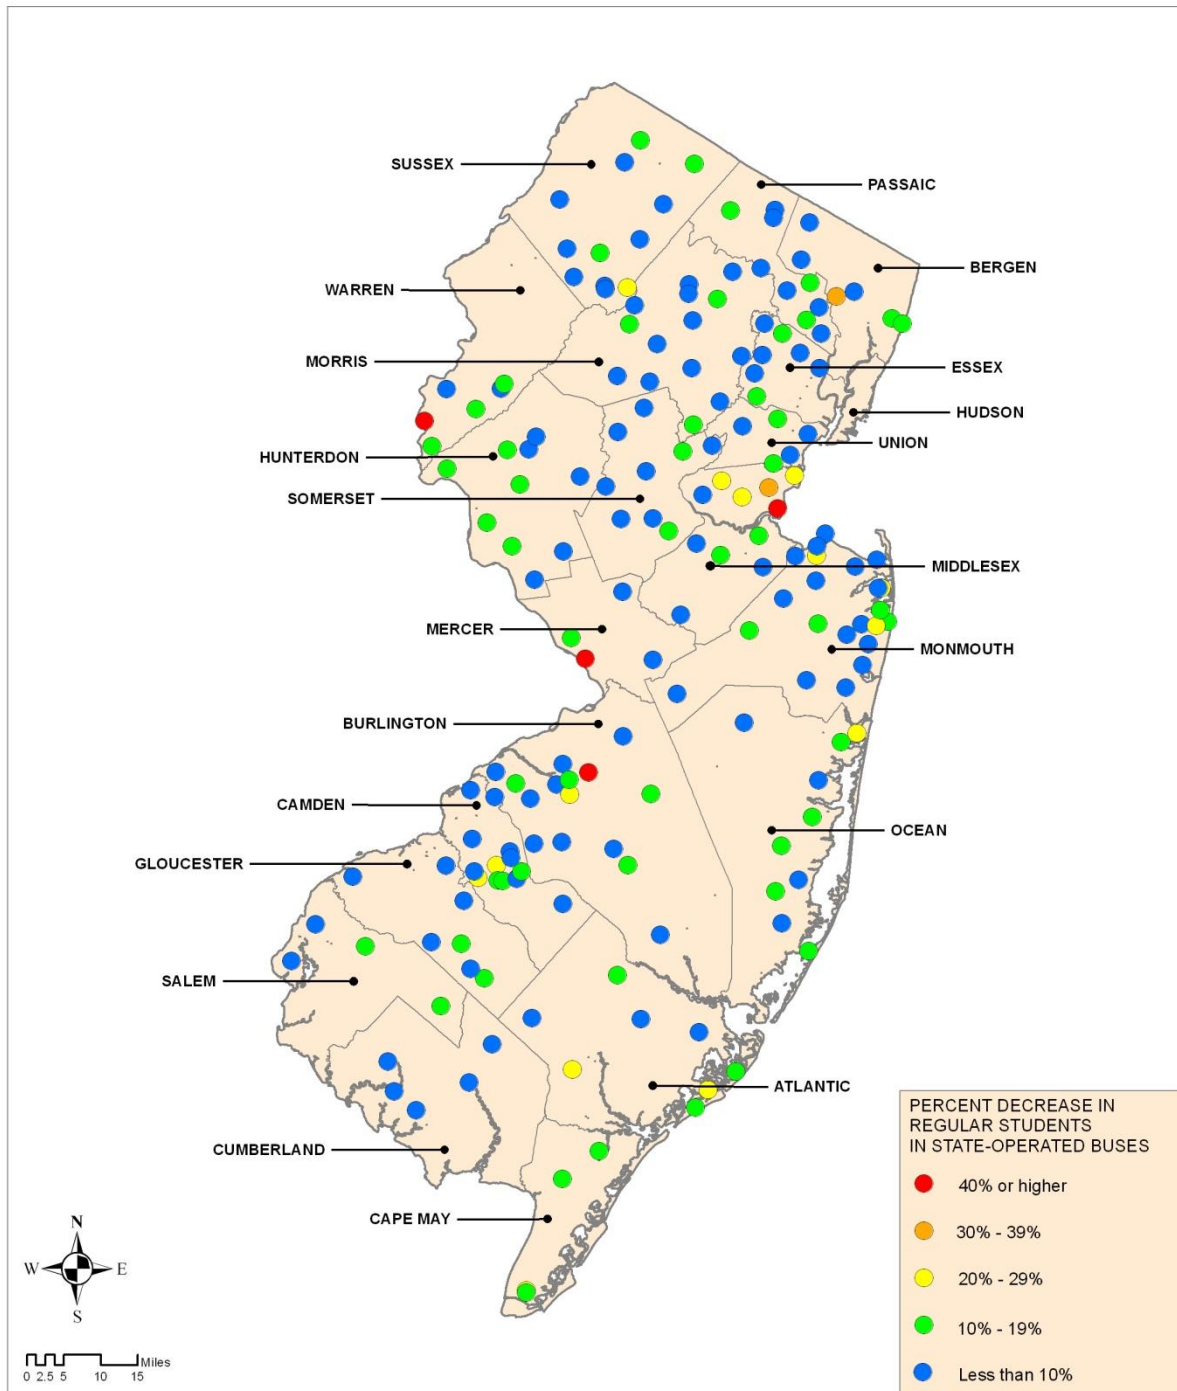 SUSSEX
PASSAIC
BERGEN
WARREN
MORRIS
ESSEX
HUDSON
UNION
HUNTERDON
SOMERSET
MIDDLESEX
MERCER
MONMOUTH
BURLINGTON
CAMDEN
OCEAN
GLOUCESTER
SALEM
ATLANTIC
CUMBERLAND
CAPE MAY
PERCENT DECREASE IN
REGULAR STUDENTS
IN STATE-OPERATED BUSES
40% or higher
30% - 39%
20% - 29%
10% - 19%
Less than 10%
N
W E
S
Miles
0 2.5 5 10 15